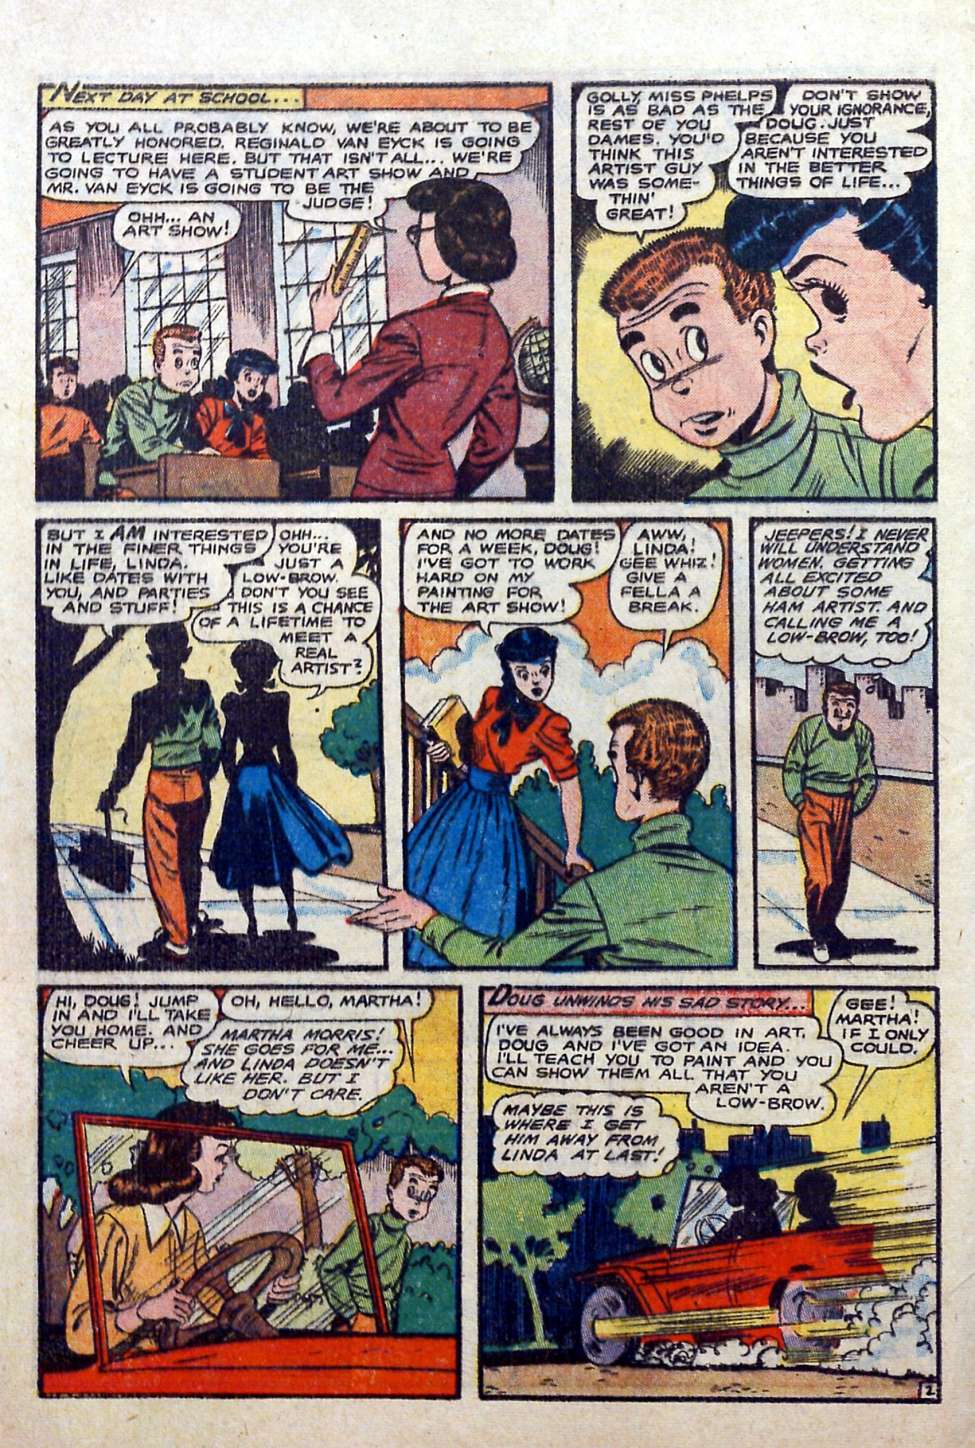 NEXT DAY AT SCHOOL...
AS YOU ALL PROBABLY KNOW, WE'RE ABOUT TO BE
GREATLY HONORED. REGINALD VAN EYCK IS GOING
TO LECTURE HERE. BUT THAT ISN'T ALL... WE'RE
GOING TO HAVE A STUDENT ART SHOW AND
MR. VAN EYCK IS GOING TO BE THE
JUDGE!
OHH... AN
ART SHOW!
GOLLY, MISS PHELPS
IS AS BAD AS THE
REST OF YOU
DAMES. YOU'D
THINK THIS
ARTIST GUY
WAS SOME-
THIN'
GREAT!
DON'T SHOW
YOUR IGNORANCE,
DOUG. JUST
BECAUSE YOU
AREN'T INTERESTED
IN THE BETTER
THINGS OF LIFE...
BUT I AM INTERESTED
IN THE FINER THINGS
IN LIFE, LINDA.
LIKE DATES WITH
YOU, AND PARTIES
AND STUFF!
OHH...
YOU'RE
JUST A
LOW-BROW.
DON'T YOU SEE
THIS IS A CHANCE
OF A LIFETIME TO
MEET A
REAL
ARTIST?
AND NO MORE DATES
FOR A WEEK, DOUG!
I'VE GOT TO WORK
HARD ON MY
PAINTING FOR
THE ART SHOW!
AWW,
LINDA!
GEE WHIZ!
GIVE A
FELLA A
BREAK.
JEEPERS! I NEVER
WILL UNDERSTAND
WOMEN. GETTING
ALL EXCITED
ABOUT SOME
HAM ARTIST. AND
CALLING ME A
LOW-BROW, TOO!
HI, DOUG! JUMP
IN AND I'LL TAKE
YOU HOME. AND
CHEER UP...
OH, HELLO, MARTHA!
MARTHA MORRIS!
SHE GOES FOR ME...
AND LINDA DOESN'T
LIKE HER. BUT I
DON'T CARE.
DOUG UNWINDS HIS SAD STORY...
I'VE ALWAYS BEEN GOOD IN ART,
DOUG AND I'VE GOT AN IDEA.
I'LL TEACH YOU TO PAINT AND YOU
CAN SHOW THEM ALL THAT YOU
AREN'T A
LOW-BROW.
GEE!
MARTHA!
IF I ONLY
COULD.
MAYBE THIS IS
WHERE I GET
HIM AWAY FROM
LINDA AT LAST!
2